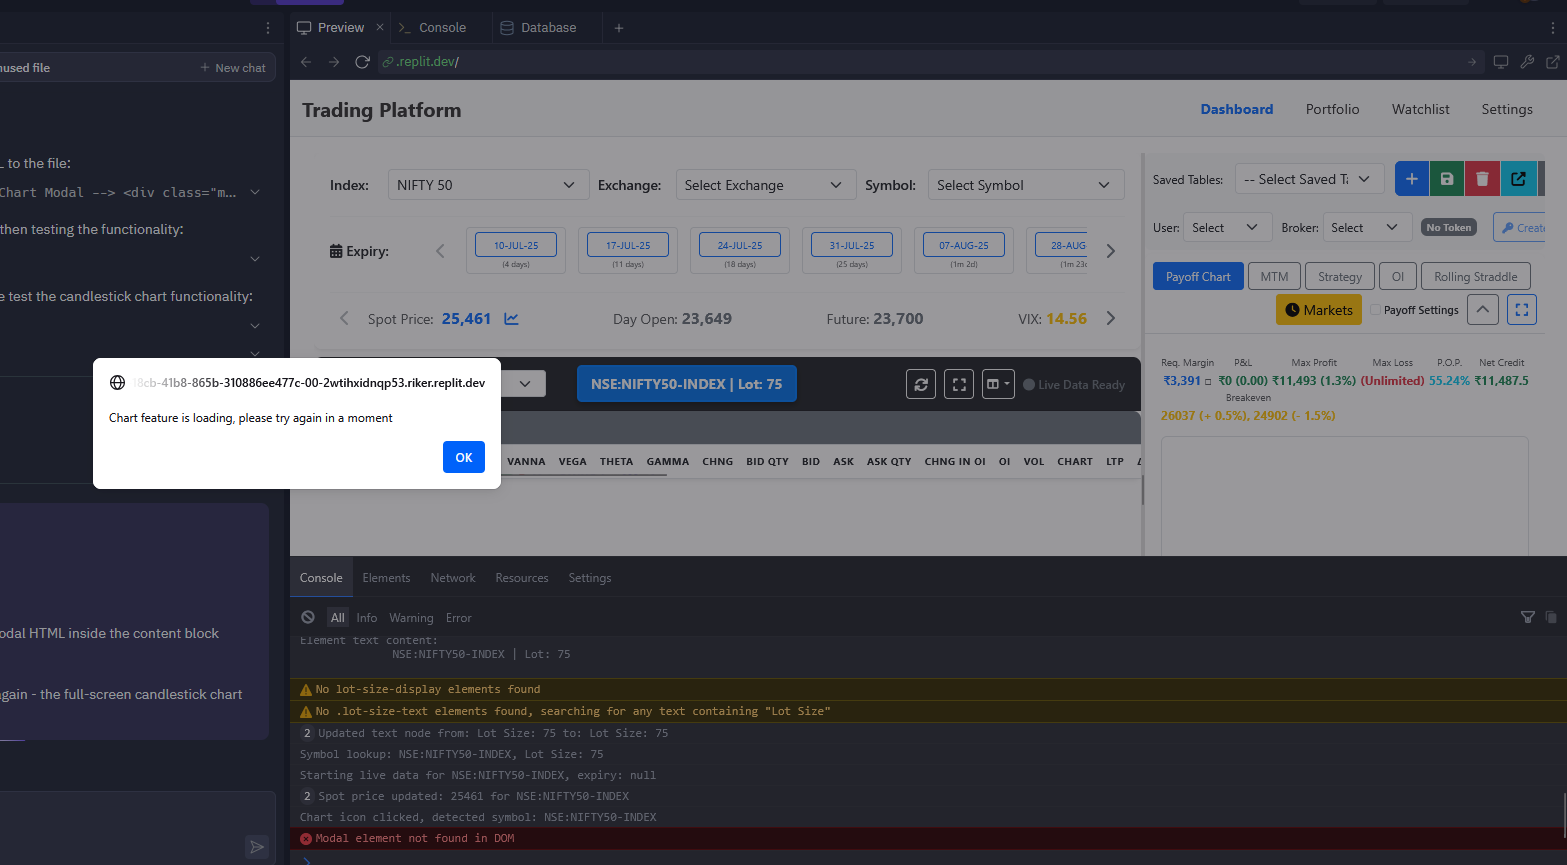 Preview
Console
Database
.replit.dev/
nused file
New chat
Trading Platform
Dashboard
Portfolio
Watchlist
Settings
L to the file:
Chart Modal --> <div class="m...
then testing the functionality:
e test the candlestick chart functionality:
Index:
NIFTY 50
Exchange:
Select Exchange
Symbol:
Select Symbol
Saved Tables:
-- Select Saved Ta
User:
Select
Broker:
Select
No Token
Create
Expiry:
10-JUL-25
(4 days)
17-JUL-25
(11 days)
24-JUL-25
(18 days)
31-JUL-25
(25 days)
07-AUG-25
(1m 2d)
28-AUG
(1m 23d
Payoff Chart
MTM
Strategy
OI
Rolling Straddle
Markets
Payoff Settings
Spot Price: 25,461
Day Open: 23,649
Future: 23,700
VIX: 14.56
Req. Margin
P&L
Max Profit
Max Loss
P.O.P.
Net Credit
₹3,391
₹0 (0.00)
₹11,493 (1.3%)
(Unlimited)
55.24%
₹11,487.5
Breakeven
26037 (+ 0.5%), 24902 (- 1.5%)
8cb-41b8-865b-310886ee477c-00-2wtihxidnqp53.riker.replit.dev
Chart feature is loading, please try again in a moment
OK
NSE:NIFTY50-INDEX | Lot: 75
Live Data Ready
VANNA
VEGA
THETA
GAMMA
CHNG
BID QTY
BID
ASK
ASK QTY
CHNG IN OI
OI
VOL
CHART
LTP
odal HTML inside the content block
gain - the full-screen candlestick chart
Console
Elements
Network
Resources
Settings
All
Info
Warning
Error
Element text content:
NSE:NIFTY50-INDEX | Lot: 75
No lot-size-display elements found
No .lot-size-text elements found, searching for any text containing "Lot Size"
2 Updated text node from: Lot Size: 75 to: Lot Size: 75
Symbol lookup: NSE:NIFTY50-INDEX, Lot Size: 75
Starting live data for NSE:NIFTY50-INDEX, expiry: null
2 Spot price updated: 25461 for NSE:NIFTY50-INDEX
Chart icon clicked, detected symbol: NSE:NIFTY50-INDEX
Modal element not found in DOM